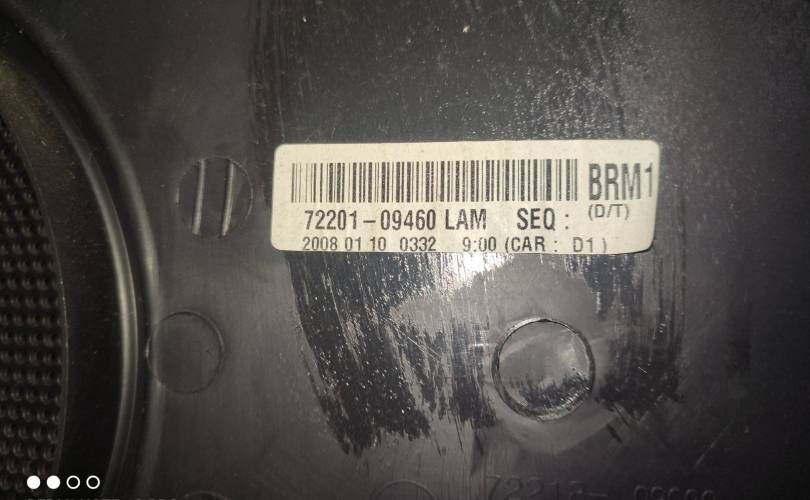 BRM1
72201-09460 LAM SEQ : (D/T)
2008 01 10 0332 9:00 (CAR : D1)